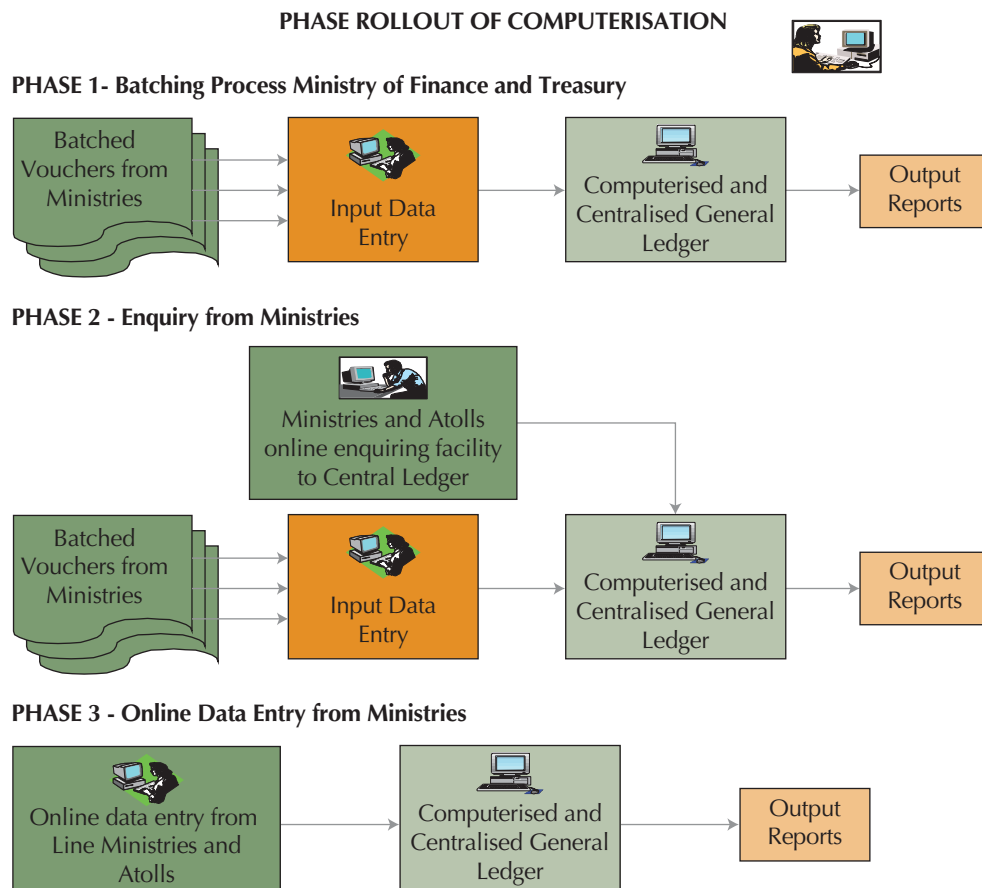 PHASE ROLLOUT OF COMPUTERISATION
PHASE 1- Batching Process Ministry of Finance and Treasury
Batched
Vouchers from
Ministries
Input Data
Entry
Computerised and
Centralised General
Ledger
Output
Reports
PHASE 2 - Enquiry from Ministries
Ministries and Atolls
online enquiring facility
to Central Ledger
Batched
Vouchers from
Ministries
Input Data
Entry
Computerised and
Centralised General
Ledger
Output
Reports
PHASE 3 - Online Data Entry from Ministries
Online data entry from
Line Ministries and
Atolls
Computerised and
Centralised General
Ledger
Output
Reports